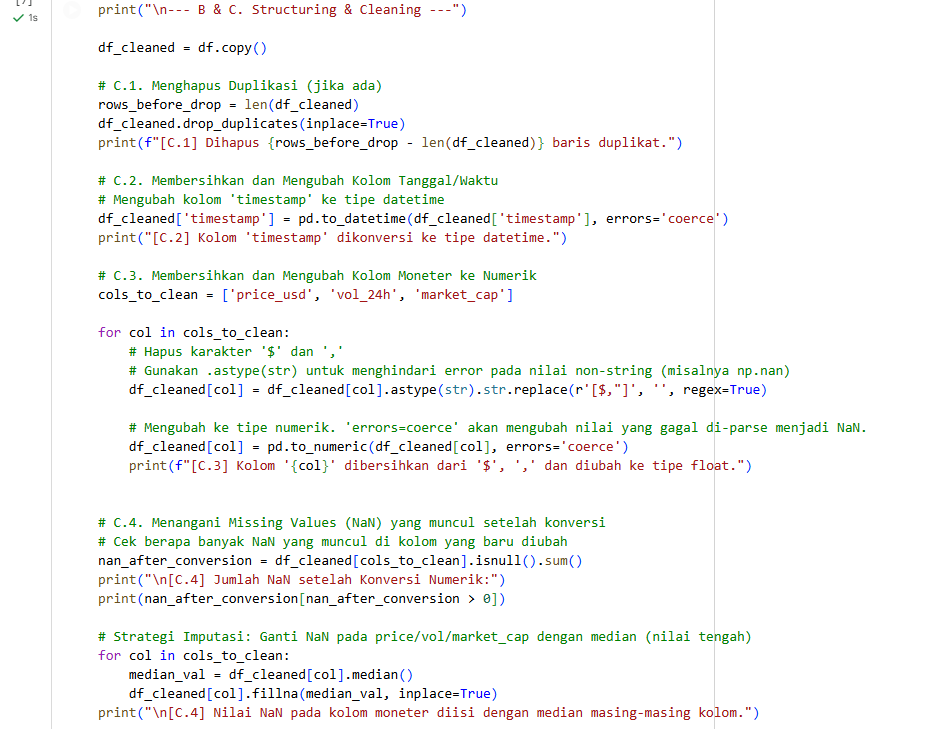 [7]
✓ 1s
print("\n--- B & C. Structuring & Cleaning ---")
df_cleaned = df.copy()
# C.1. Menghapus Duplikasi (jika ada)
rows_before_drop = len(df_cleaned)
df_cleaned.drop_duplicates(inplace=True)
print(f"[C.1] Dihapus {rows_before_drop - len(df_cleaned)} baris duplikat.")
# C.2. Membersihkan dan Mengubah Kolom Tanggal/Waktu
# Mengubah kolom 'timestamp' ke tipe datetime
df_cleaned['timestamp'] = pd.to_datetime(df_cleaned['timestamp'], errors='coerce')
print("[C.2] Kolom 'timestamp' dikonversi ke tipe datetime.")
# C.3. Membersihkan dan Mengubah Kolom Moneter ke Numerik
cols_to_clean = ['price_usd', 'vol_24h', 'market_cap']
for col in cols_to_clean:
    # Hapus karakter '$' dan ','
    # Gunakan .astype(str) untuk menghindari error pada nilai non-string (misalnya np.nan)
    df_cleaned[col] = df_cleaned[col].astype(str).str.replace(r'[$,"]', '', regex=True)
    # Mengubah ke tipe numerik. 'errors=coerce' akan mengubah nilai yang gagal di-parse menjadi NaN.
    df_cleaned[col] = pd.to_numeric(df_cleaned[col], errors='coerce')
    print(f"[C.3] Kolom '{col}' dibersihkan dari '$', ',' dan diubah ke tipe float.")
# C.4. Menangani Missing Values (NaN) yang muncul setelah konversi
# Cek berapa banyak NaN yang muncul di kolom yang baru diubah
nan_after_conversion = df_cleaned[cols_to_clean].isnull().sum()
print("\n[C.4] Jumlah NaN setelah Konversi Numerik:")
print(nan_after_conversion[nan_after_conversion > 0])
# Strategi Imputasi: Ganti NaN pada price/vol/market_cap dengan median (nilai tengah)
for col in cols_to_clean:
    median_val = df_cleaned[col].median()
    df_cleaned[col].fillna(median_val, inplace=True)
print("\n[C.4] Nilai NaN pada kolom moneter diisi dengan median masing-masing kolom.")